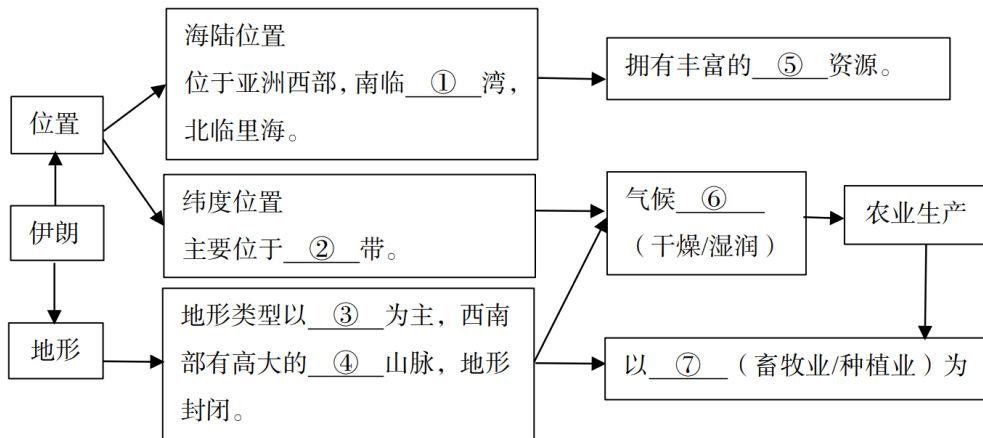 海陆位置
位于亚洲西部，南临 ① 湾，
北临里海。
拥有丰富的 ⑤ 资源。
位置
纬度位置
主要位于 ② 带。
气候 ⑥
（干燥/湿润）
农业生产
伊朗
地形
地形类型以 ③ 为主，西南
部有高大的 ④ 山脉，地形
封闭。
以 ⑦ （畜牧业/种植业）为